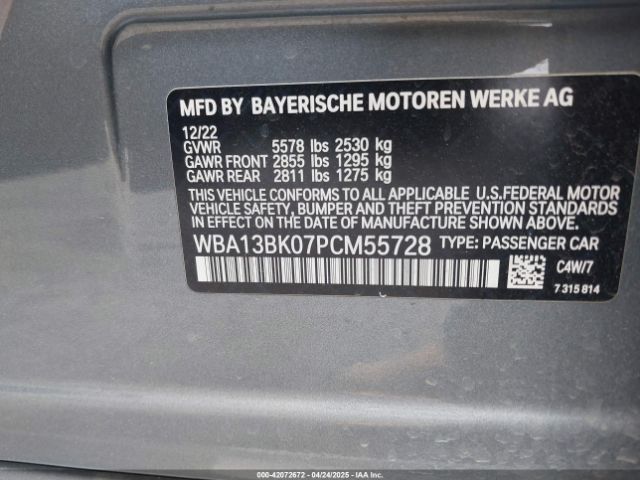 MFD BY BAYERISCHE MOTOREN WERKE AG
12/22
GVWR 5578 lbs 2530 kg
GAWR FRONT 2855 lbs 1295 kg
GAWR REAR 2811 lbs 1275 kg
THIS VEHICLE CONFORMS TO ALL APPLICABLE U.S.FEDERAL MOTOR
VEHICLE SAFETY, BUMPER AND THEFT PREVENTION STANDARDS
IN EFFECT ON THE DATE OF MANUFACTURE SHOWN ABOVE.
WBA13BK07PCM55728 TYPE: PASSENGER CAR
C4W/7
7 315 814
000-42072672 - 04/24/2025 - IAAI.COM